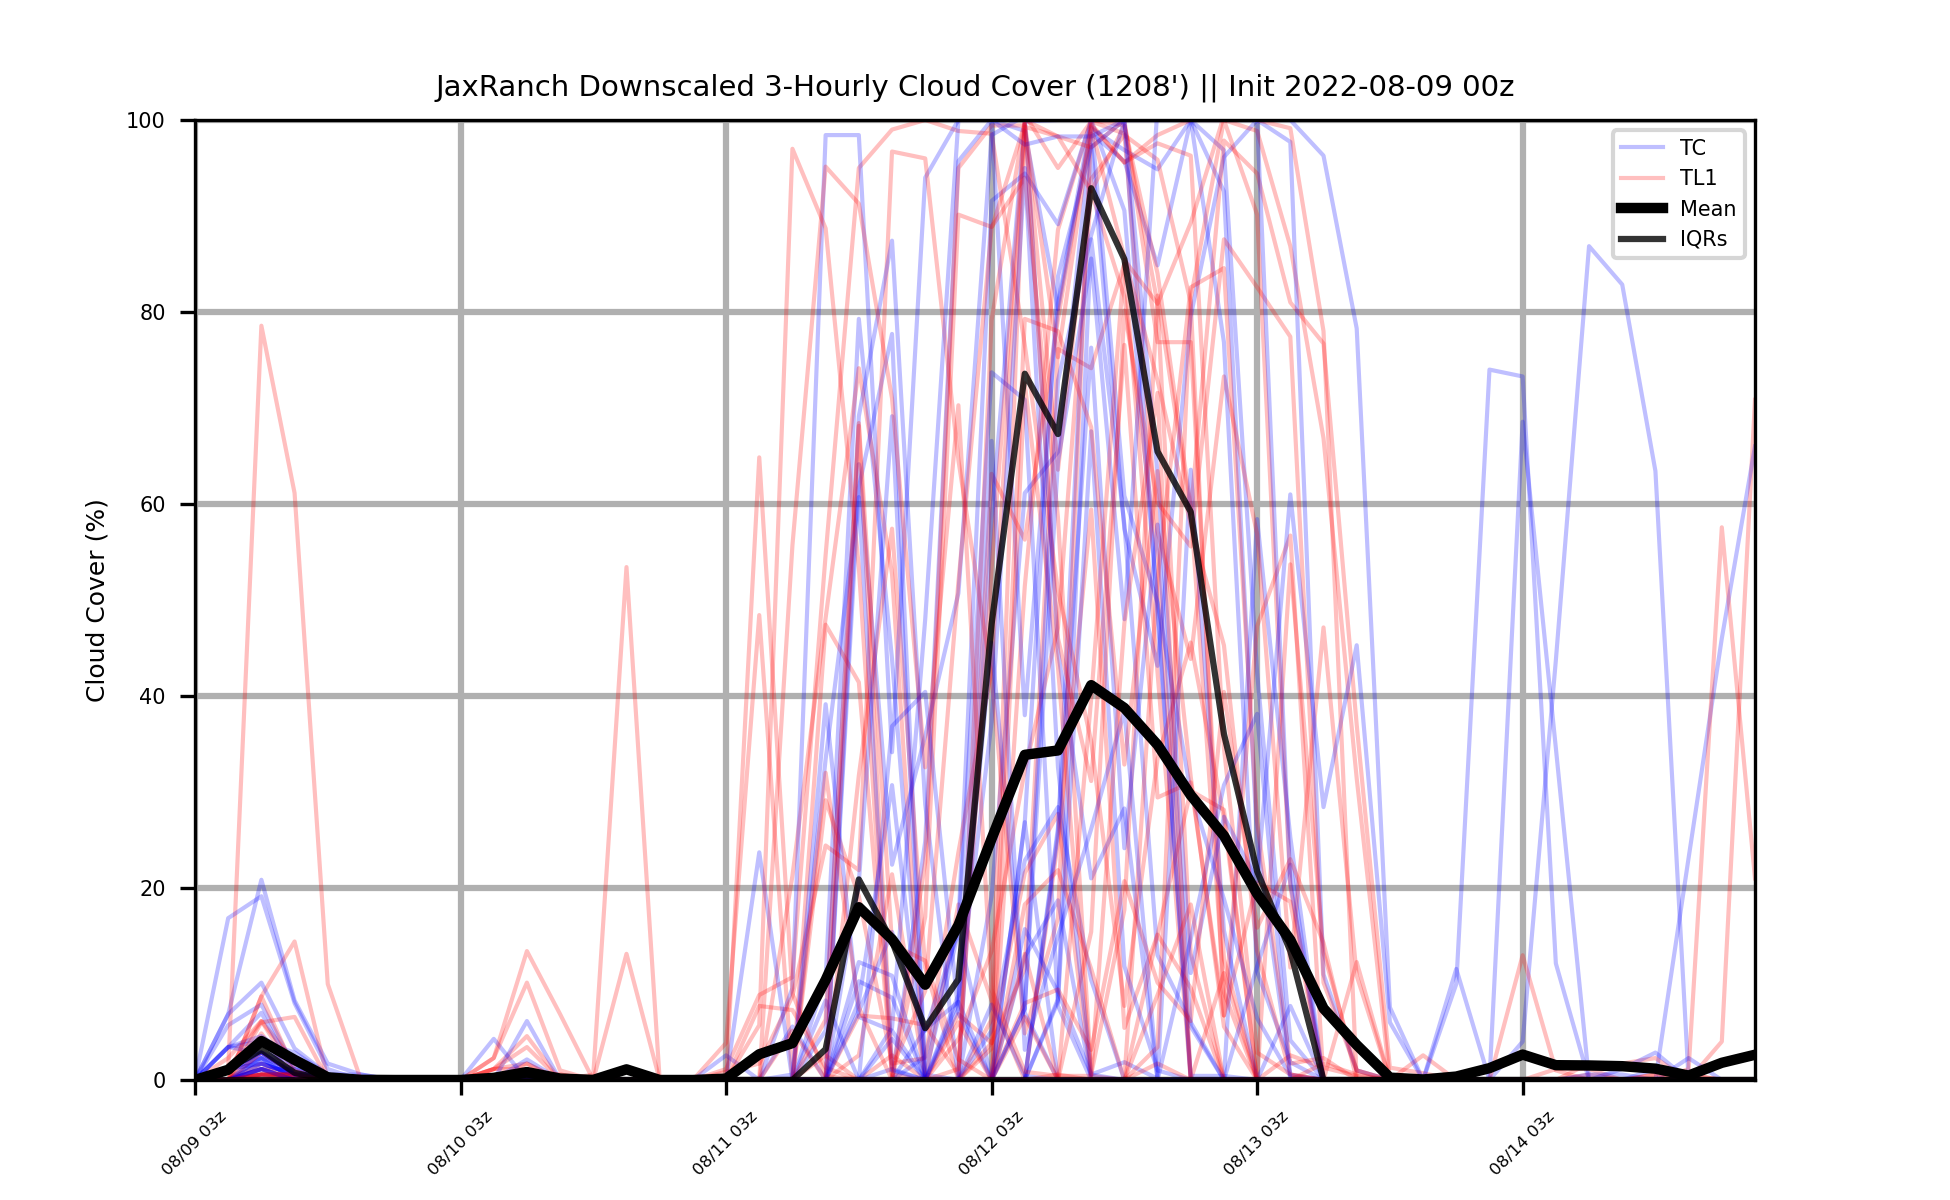 JaxRanch Downscaled 3-Hourly Cloud Cover (1208') || Init 2022-08-09 00z
100
80
60
40
20
0
Cloud Cover (%)
TC
TL1
Mean
IQRs
08/09 03z
08/10 03z
08/11 03z
08/12 03z
08/13 03z
08/14 03z